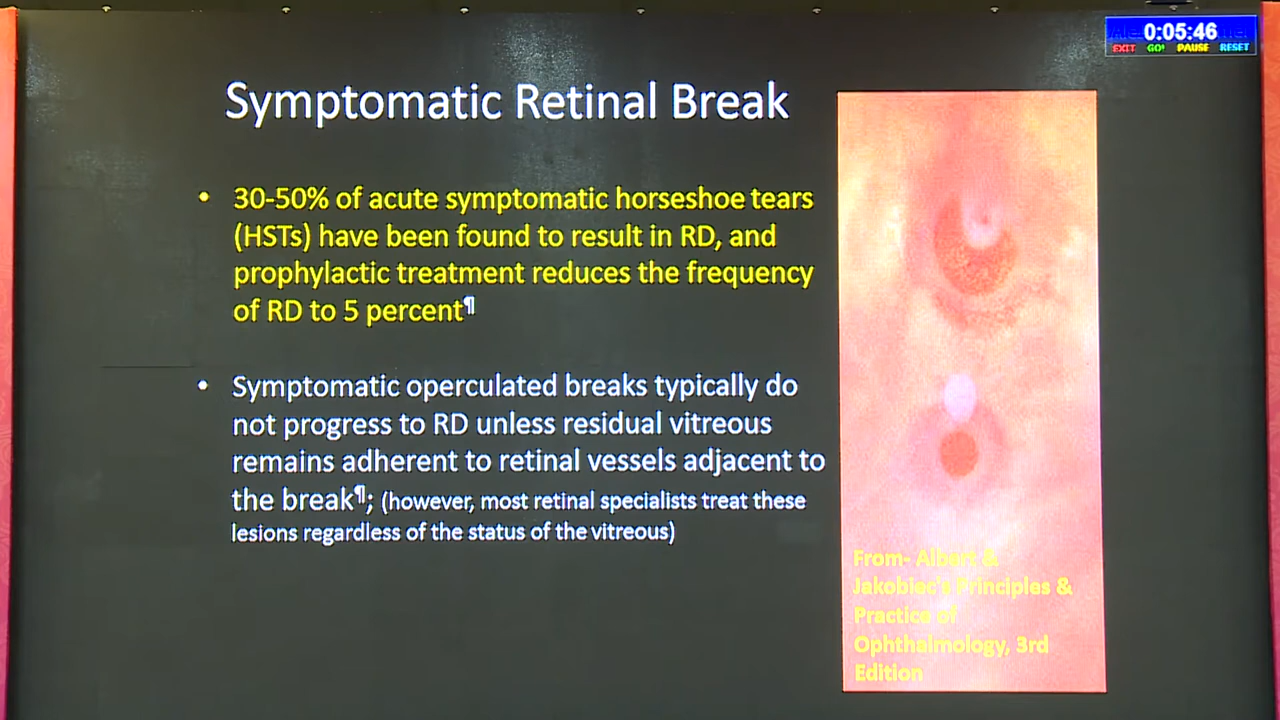 0:05:46
EXIT GO! PAUSE RESET
Symptomatic Retinal Break
• 30-50% of acute symptomatic horseshoe tears
(HSTs) have been found to result in RD, and
prophylactic treatment reduces the frequency
of RD to 5 percent¶
• Symptomatic operculated breaks typically do
not progress to RD unless residual vitreous
remains adherent to retinal vessels adjacent to
the break¶; (however, most retinal specialists treat these
lesions regardless of the status of the vitreous)
From- Albert &
Jakobiec's Principles &
Practice of
Ophthalmology, 3rd
Edition